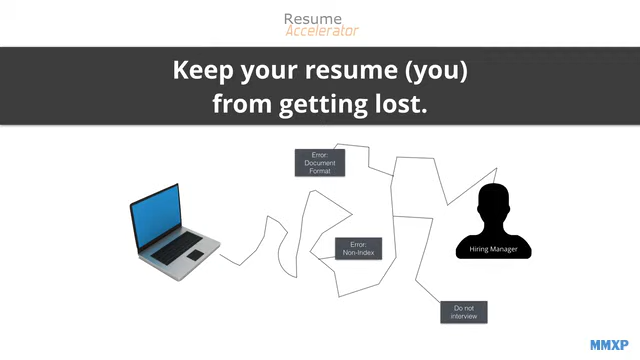 Resume
Accelerator
Keep your resume (you)
from getting lost.
Error:
Document
Format
Error:
Non-Index
Hiring Manager
Do not
interview
MMXP